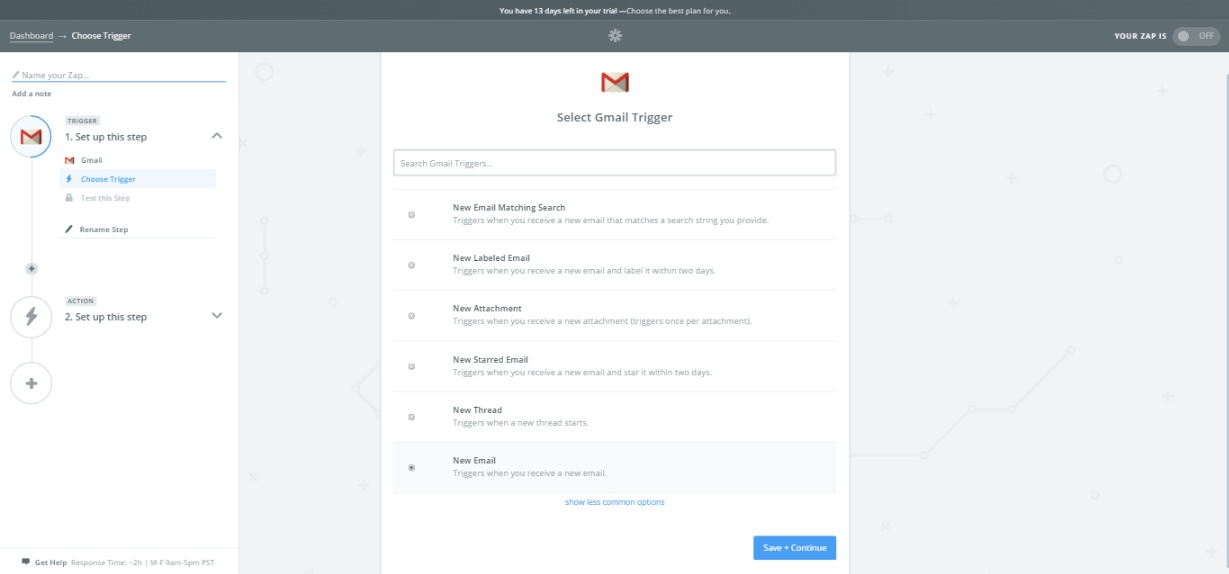 You have 13 days left in your trial —Choose the best plan for you.
Dashboard → Choose Trigger
YOUR ZAP IS OFF
Name your Zap...
Add a note
TRIGGER
1. Set up this step
Gmail
Choose Trigger
Test this Step
Rename Step
ACTION
2. Set up this step
Get Help Response Time: ~2h | M-F 9am-5pm PST
Select Gmail Trigger
Search Gmail Triggers...
New Email Matching Search
Triggers when you receive a new email that matches a search string you provide.
New Labeled Email
Triggers when you receive a new email and label it within two days.
New Attachment
Triggers when you receive a new attachment (triggers once per attachment).
New Starred Email
Triggers when you receive a new email and star it within two days.
New Thread
Triggers when a new thread starts.
New Email
Triggers when you receive a new email.
show less common options
Save + Continue